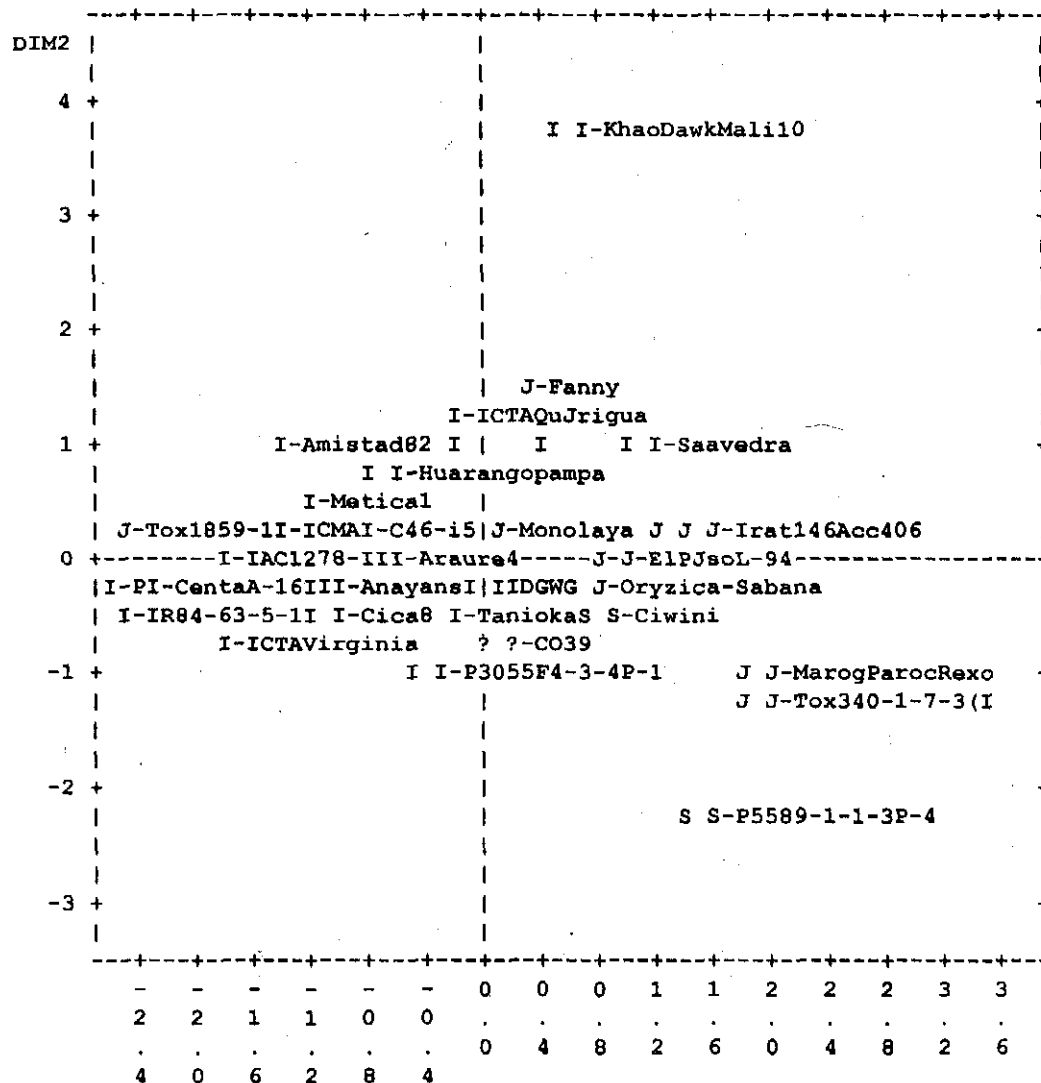 DIM2
4
I I-KhaoDawkMali10
3
2
J-Fanny
I-ICTAQuJrigua
1 I-Amistad82 I I I I-Saavedra
I I-Huarangopampa
I-Metica1
J-Tox1859-1I-ICMAI-C46-i5|J-Monolaya J J J-Irat146Acc406
0 +-------I-IAC1278-III-Araure4-----J-J-ElPJsoL-94
|I-PI-CentaA-16III-AnayansI|IIDGWG J-Oryzica-Sabana
I-IR84-63-5-1I I-Cica8 I-TaniokaS S-Ciwini
I-ICTAVirginia ? ?-CO39
-1 I I-P3055F4-3-4P-1 J J-MarogParocRexo
J J-Tox340-1-7-3(I
-2
S S-P5589-1-1-3P-4
-3
- - - - - - 0 0 0 1 1 2 2 2 3 3
2 2 1 1 0 0 . . . . . . . . . .
. . . . . . 0 4 8 2 6 0 4 8 2 6
4 0 6 2 8 4